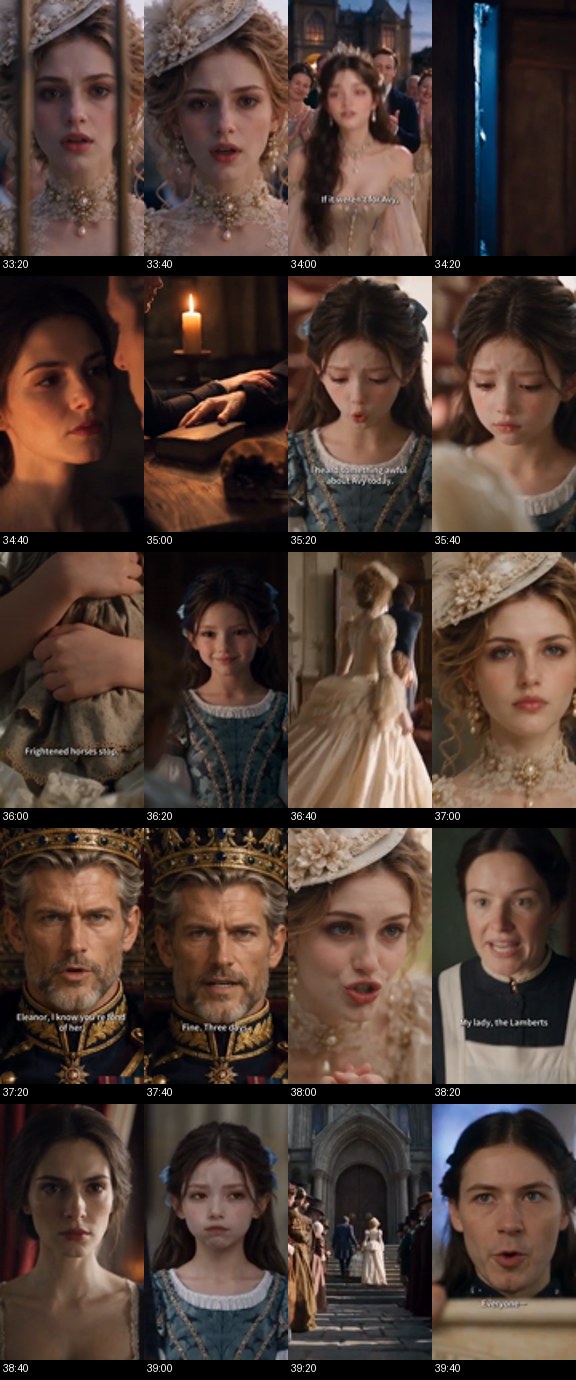 33:20
33:40
34:00
34:20
If it weren't for Avy,
34:40
35:00
35:20
35:40
I heard something awful
about Avy today.
36:00
36:20
36:40
37:00
Frightened horses stop.
37:20
37:40
38:00
38:20
Eleanor, I know you're fond
of her.
Fine. Three days
My lady, the Lamberts
38:40
39:00
39:20
39:40
Everyone—